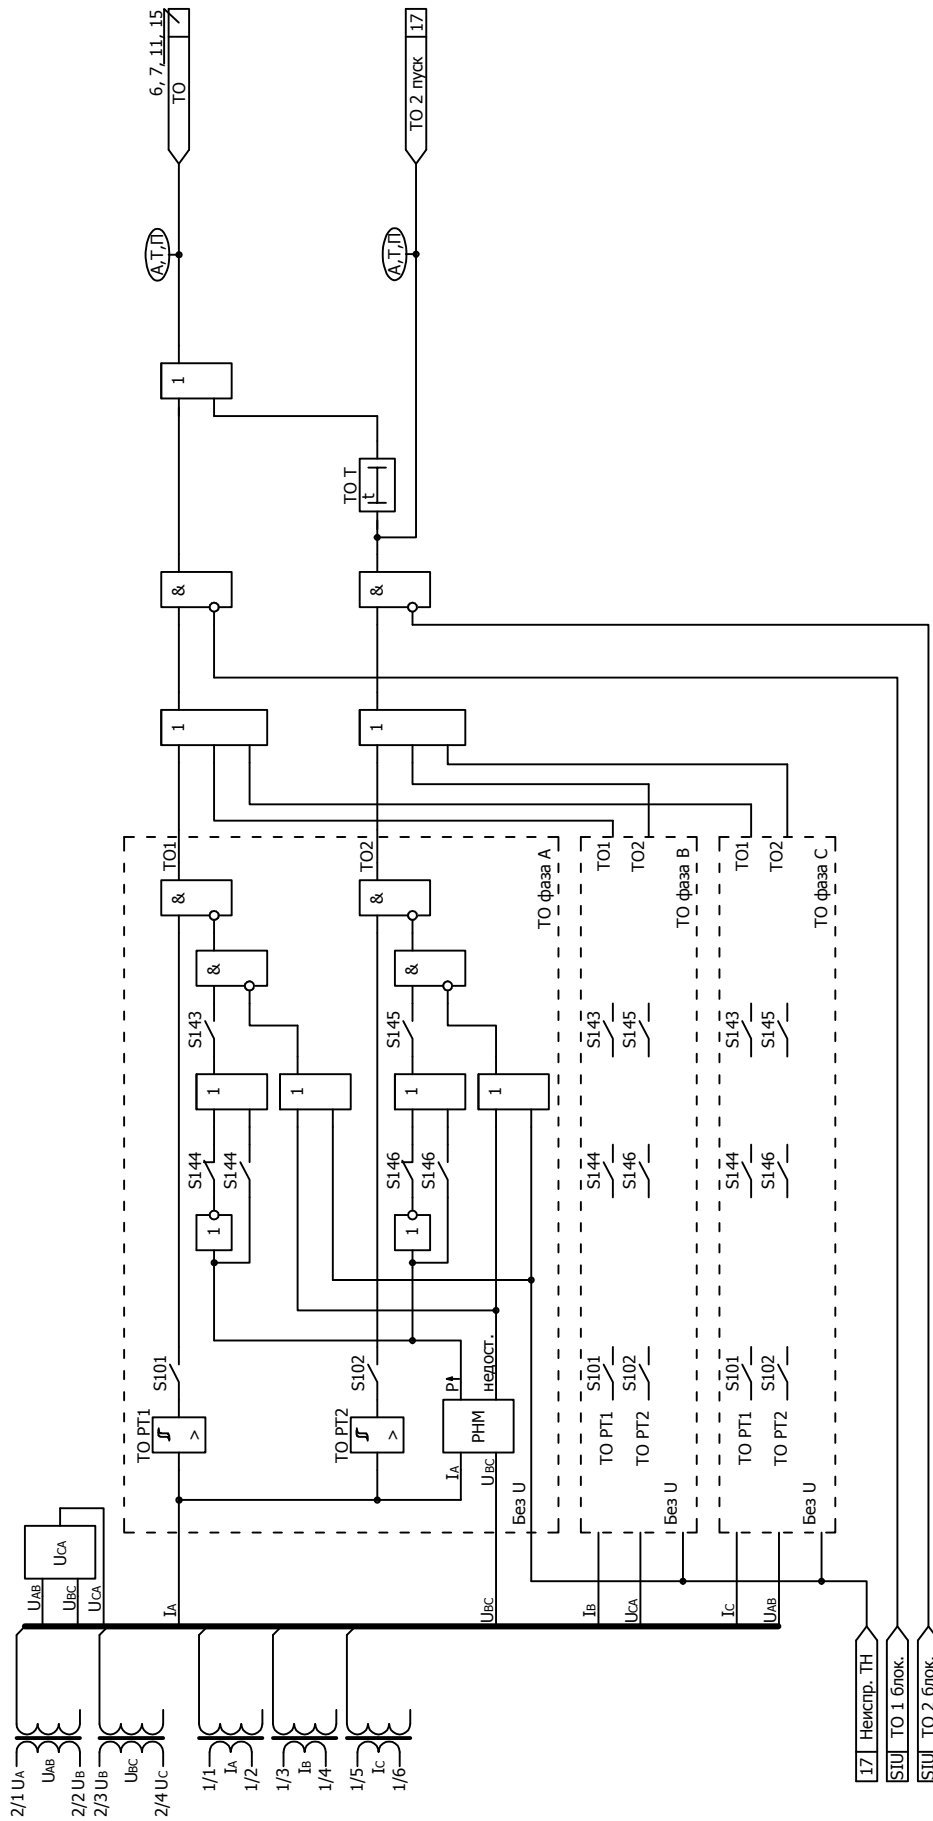 2/1 UA
UAB
2/2 UB
2/3 UB
UBC
2/4 UC
1/1
IA
1/2
1/3
IB
1/4
1/5
IC
1/6
UAB
UBC
UCA
UCA
IA
UBC
IB
UCA
IC
UAB
17 Неиспр. ТН
SIU ТО 1 блок.
SIU ТО 2 блок.
ТО РТ1
>
S101
ТО РТ2
>
S102
IA
UBC
РНМ
P
недост.
Без U
1
S144
S144
1
S143
&
&
ТО1
1
1
S146
S146
1
S145
&
&
ТО2
1
ТО фаза А
ТО РТ1
ТО РТ2
S101
S102
S144
S146
S143
S145
ТО1
ТО2
Без U
ТО фаза В
ТО РТ1
ТО РТ2
S101
S102
S144
S146
S143
S145
ТО1
ТО2
Без U
ТО фаза С
1
&
1
1
&
ТО Т
t
А,Т,П
А,Т,П
6, 7, 11, 15
ТО
ТО 2 пуск 17